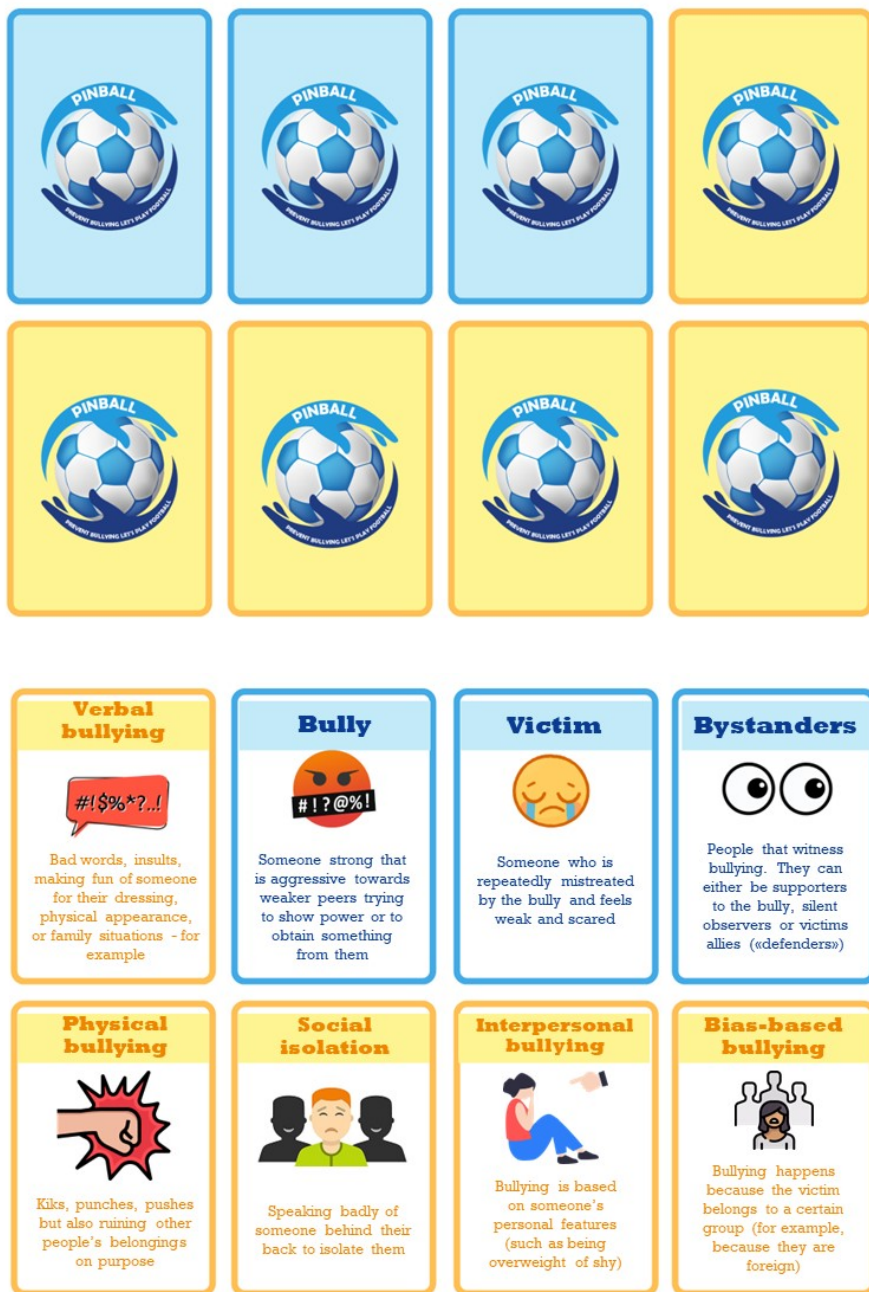 PINBALL
PREVENT BULLYING LET'S PLAY FOOTBALL
PINBALL
PREVENT BULLYING LET'S PLAY FOOTBALL
PINBALL
PREVENT BULLYING LET'S PLAY FOOTBALL
PINBALL
PREVENT BULLYING LET'S PLAY FOOTBALL
PINBALL
PREVENT BULLYING LET'S PLAY FOOTBALL
PINBALL
PREVENT BULLYING LET'S PLAY FOOTBALL
PINBALL
PREVENT BULLYING LET'S PLAY FOOTBALL
PINBALL
PREVENT BULLYING LET'S PLAY FOOTBALL
Verbal
bullying
#!$%*?..!
Bad words, insults,
making fun of someone
for their dressing,
physical appearance,
or family situations - for
example
Bully
#!?@%!
Someone strong that
is aggressive towards
weaker peers trying
to show power or to
obtain something
from them
Victim
Someone who is
repeatedly mistreated
by the bully and feels
weak and scared
Bystanders
People that witness
bullying. They can
either be supporters
to the bully, silent
observers or victims
allies («defenders»)
Physical
bullying
Kiks, punches, pushes
but also ruining other
people's belongings
on purpose
Social
isolation
Speaking badly of
someone behind their
back to isolate them
Interpersonal
bullying
Bullying is based
on someone's
personal features
(such as being
overweight of shy)
Bias-based
bullying
Bullying happens
because the victim
belongs to a certain
group (for example,
because they are
foreign)